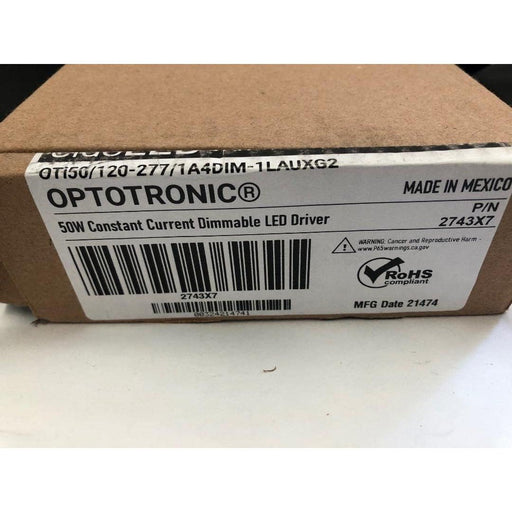 OTi50/120-277/1A4DIM-1LAUXG2
OPTOTRONIC®
MADE IN MEXICO
50W Constant Current Dimmable LED Driver
P/N
2743X7
WARNING: Cancer and Reproductive Harm -
www.P65warnings.ca.gov
RoHS
compliant
2743X7
MFG Date 21474